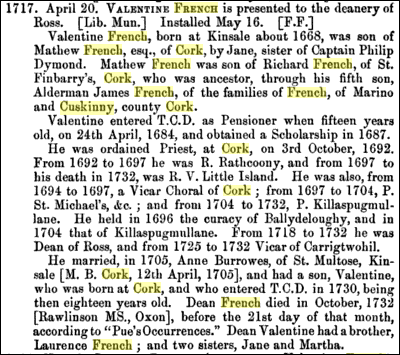 1717. April 20. VALENTINE FRENCH is presented to the deanery of
Ross. [Lib. Mun.] Installed May 16. [F.F.]
Valentine French, born at Kinsale about 1668, was son of
Mathew French, esq., of Cork, by Jane, sister of Captain Philip
Dymond. Mathew French was son of Richard French, of St.
Finbarry's, Cork, who was ancestor, through his fifth son,
Alderman James French, of the families of French, of Marino
and Cuskinny, county Cork.
Valentine entered T.C.D. as Pensioner when fifteen years
old, on 24th April, 1684, and obtained a Scholarship in 1687.
He was ordained Priest, at Cork, on 3rd October, 1692.
From 1692 to 1697 he was R. Rathcoony, and from 1697 to
his death in 1732, was R. V. Little Island. He was also, from
1694 to 1697, a Vicar Choral of Cork ; from 1697 to 1704, P.
St. Michael's, &c. ; and from 1704 to 1732, P. Killaspugmul-
lane. He held in 1696 the curacy of Ballydeloughy, and in
1704 that of Killaspugmullane. From 1718 to 1732 he was
Dean of Ross, and from 1725 to 1732 Vicar of Carrigtwohil.
He married, in 1705, Anne Burrowes, of St. Multose, Kin-
sale [M. B. Cork, 12th April, 1705], and had a son, Valentine,
who was born at Cork, and who entered T.C.D. in 1730, being
then eighteen years old. Dean French died in October, 1732
[Rawlinson MS., Oxon], before the 21st day of that month,
according to "Pue's Occurrences." Dean Valentine had a brother,
Laurence French ; and two sisters, Jane and Martha.